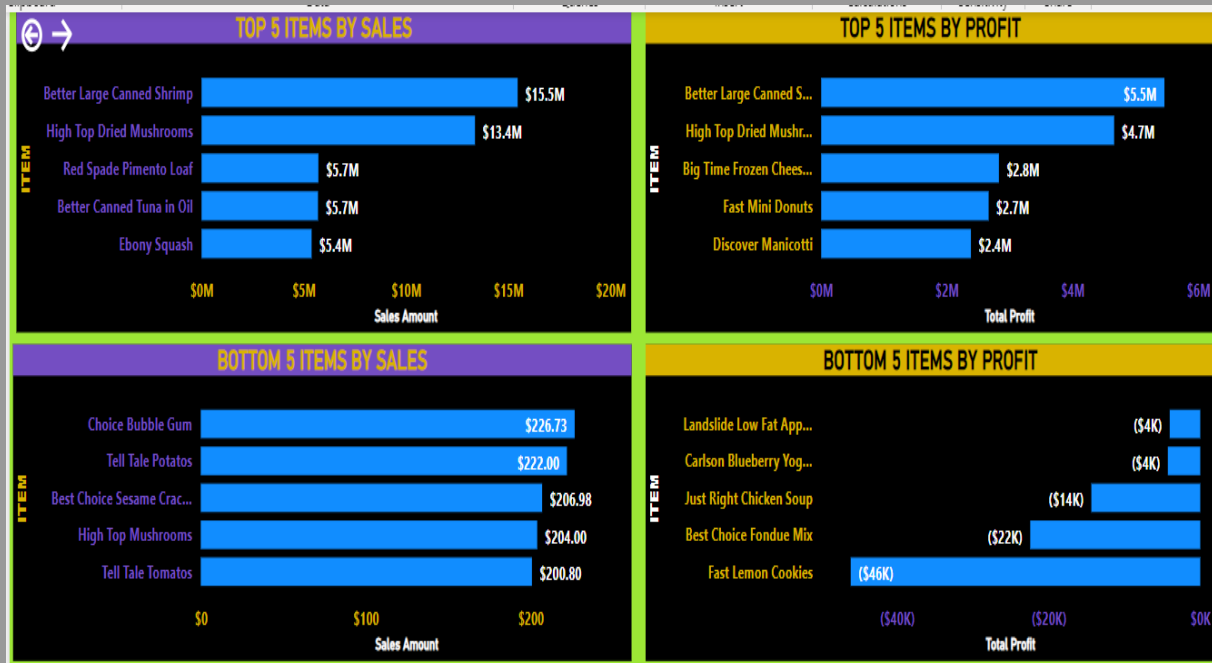 TOP 5 ITEMS BY SALES
ITEM
Better Large Canned Shrimp $15.5M
High Top Dried Mushrooms $13.4M
Red Spade Pimento Loaf $5.7M
Better Canned Tuna in Oil $5.7M
Ebony Squash $5.4M
$0M $5M $10M $15M $20M
Sales Amount
TOP 5 ITEMS BY PROFIT
ITEM
Better Large Canned S... $5.5M
High Top Dried Mushr... $4.7M
Big Time Frozen Chees... $2.8M
Fast Mini Donuts $2.7M
Discover Manicotti $2.4M
$0M $2M $4M $6M
Total Profit
BOTTOM 5 ITEMS BY SALES
ITEM
Choice Bubble Gum $226.73
Tell Tale Potatos $222.00
Best Choice Sesame Crac... $206.98
High Top Mushrooms $204.00
Tell Tale Tomatos $200.80
$0 $100 $200
Sales Amount
BOTTOM 5 ITEMS BY PROFIT
ITEM
Landslide Low Fat App... ($4K)
Carlson Blueberry Yog... ($4K)
Just Right Chicken Soup ($14K)
Best Choice Fondue Mix ($22K)
Fast Lemon Cookies ($46K)
($40K) ($20K) $0K
Total Profit